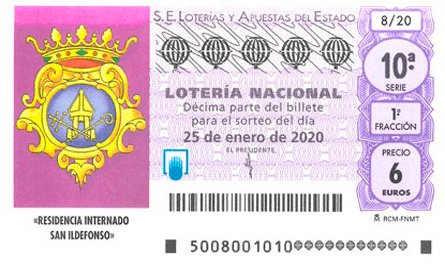 S.E. LOTERÍAS Y APUESTAS DEL ESTADO
8/20
LOTERÍA NACIONAL
Décima parte del billete
para el sorteo del día
25 de enero de 2020
EL PRESIDENTE,
10ª
SERIE
1ª
FRACCIÓN
PRECIO
6
EUROS
RCM-FNMT
«RESIDENCIA INTERNADO
SAN ILDEFONSO»
5008001010